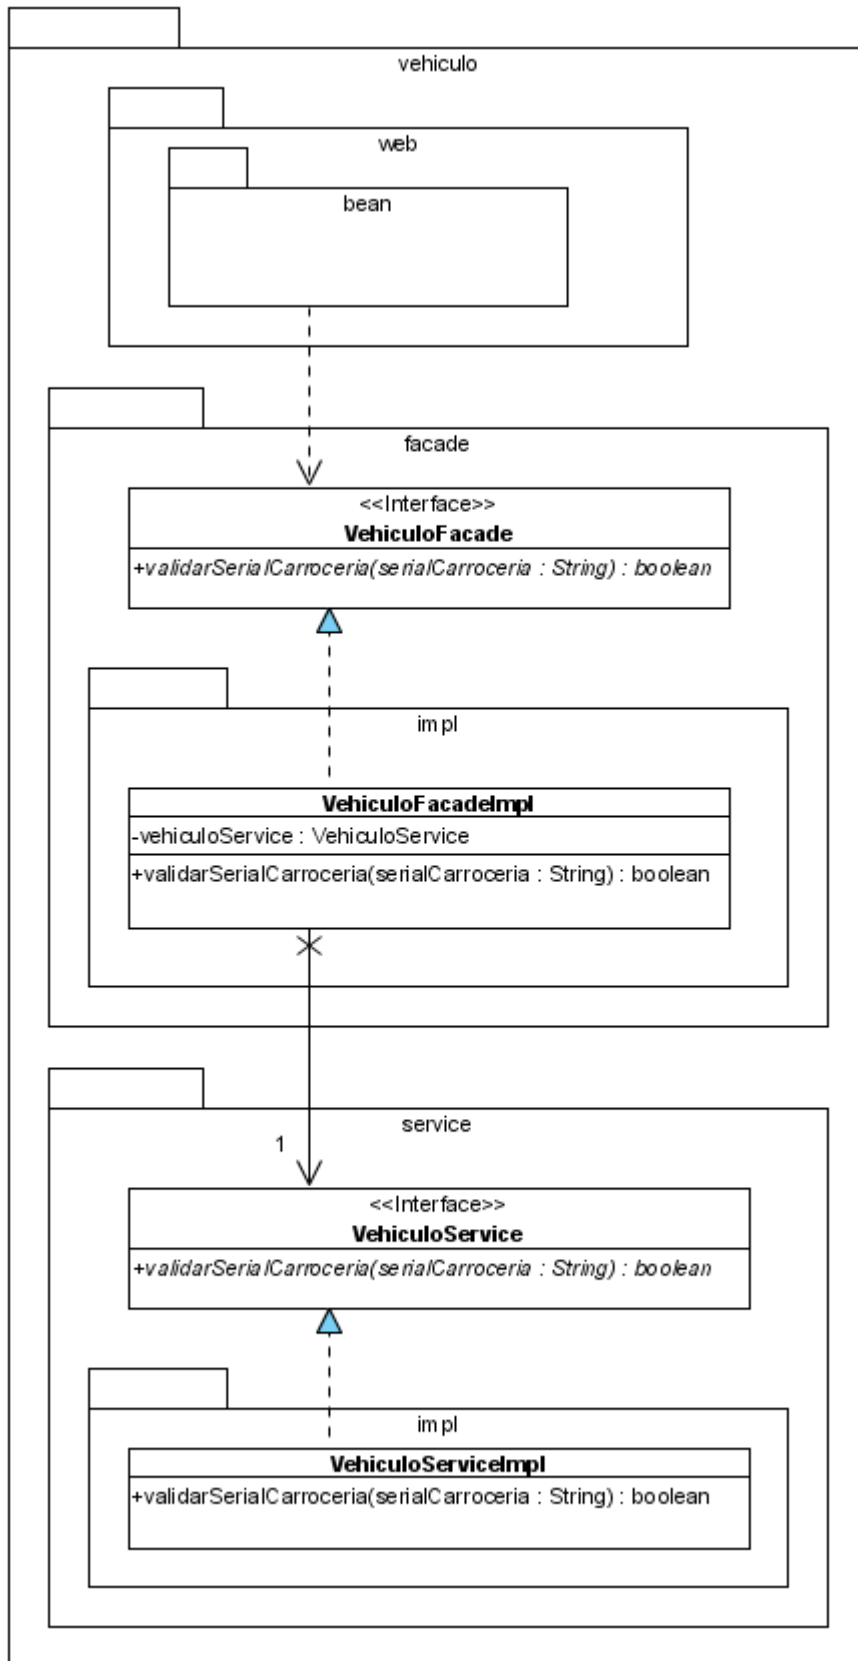 vehiculo
web
bean
facade
<<Interface>>
VehiculoFacade
+validarSerialCarroceria(serialCarroceria : String) : boolean
impl
VehiculoFacadeImpl
-vehiculoService : VehiculoService
+validarSerialCarroceria(serialCarroceria : String) : boolean
service
1
<<Interface>>
VehiculoService
+validarSerialCarroceria(serialCarroceria : String) : boolean
impl
VehiculoServiceImpl
+validarSerialCarroceria(serialCarroceria : String) : boolean